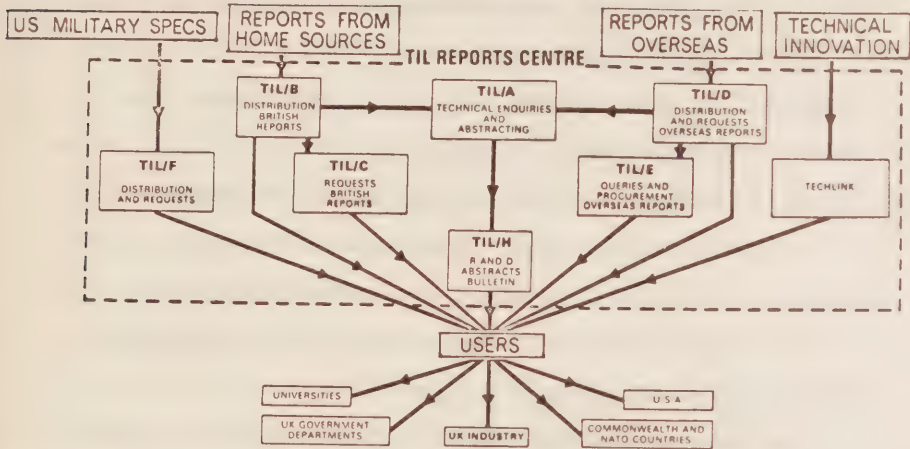 US MILITARY SPECS
REPORTS FROM
HOME SOURCES
REPORTS FROM
OVERSEAS
TECHNICAL
INNOVATION
TIL REPORTS CENTRE
TIL/B
DISTRIBUTION
BRITISH
REPORTS
TIL/A
TECHNICAL ENQUIRIES
AND
ABSTRACTING
TIL/D
DISTRIBUTION
AND REQUESTS
OVERSEAS REPORTS
TIL/F
DISTRIBUTION
AND REQUESTS
TIL/C
REQUESTS
BRITISH
REPORTS
TIL/E
QUERIES AND
PROCUREMENT
OVERSEAS REPORTS
TECHLINK
TIL/H
R AND D
ABSTRACTS
BULLETIN
USERS
UNIVERSITIES
U S A
UK GOVERNMENT
DEPARTMENTS
UK INDUSTRY
COMMONWEALTH AND
NATO COUNTRIES